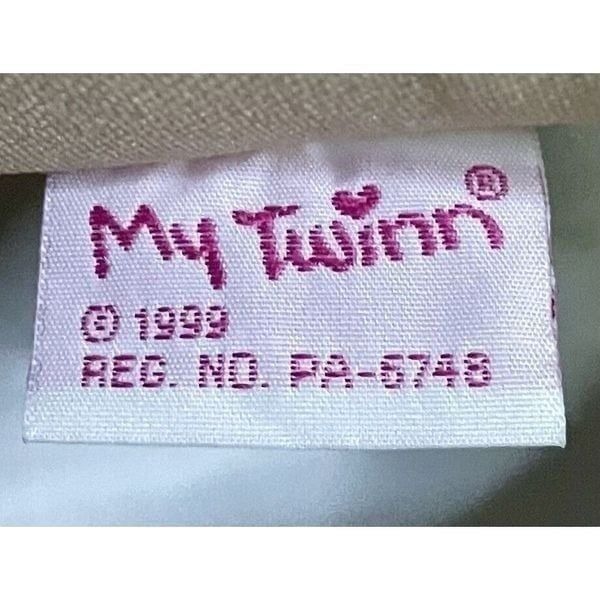 My Twinn®
© 1999
REG. NO. PA-6748